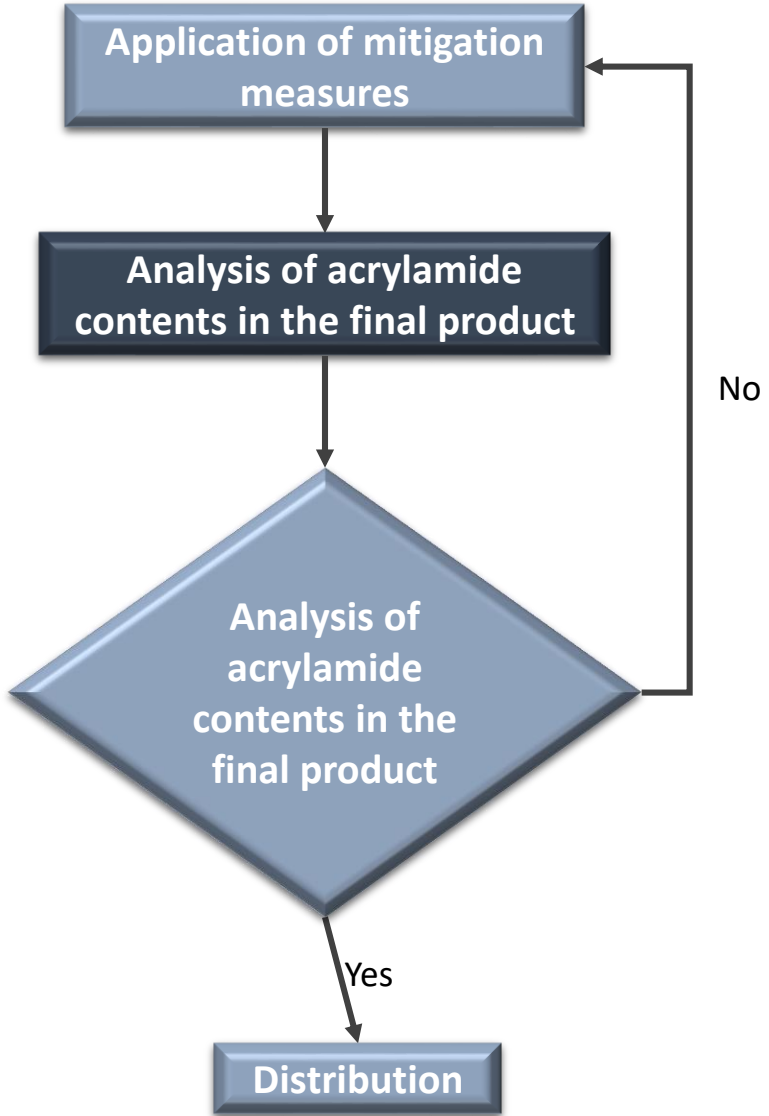 Application of mitigation
measures
Analysis of acrylamide
contents in the final product
No
Analysis of
acrylamide
contents in the
final product
Yes
Distribution